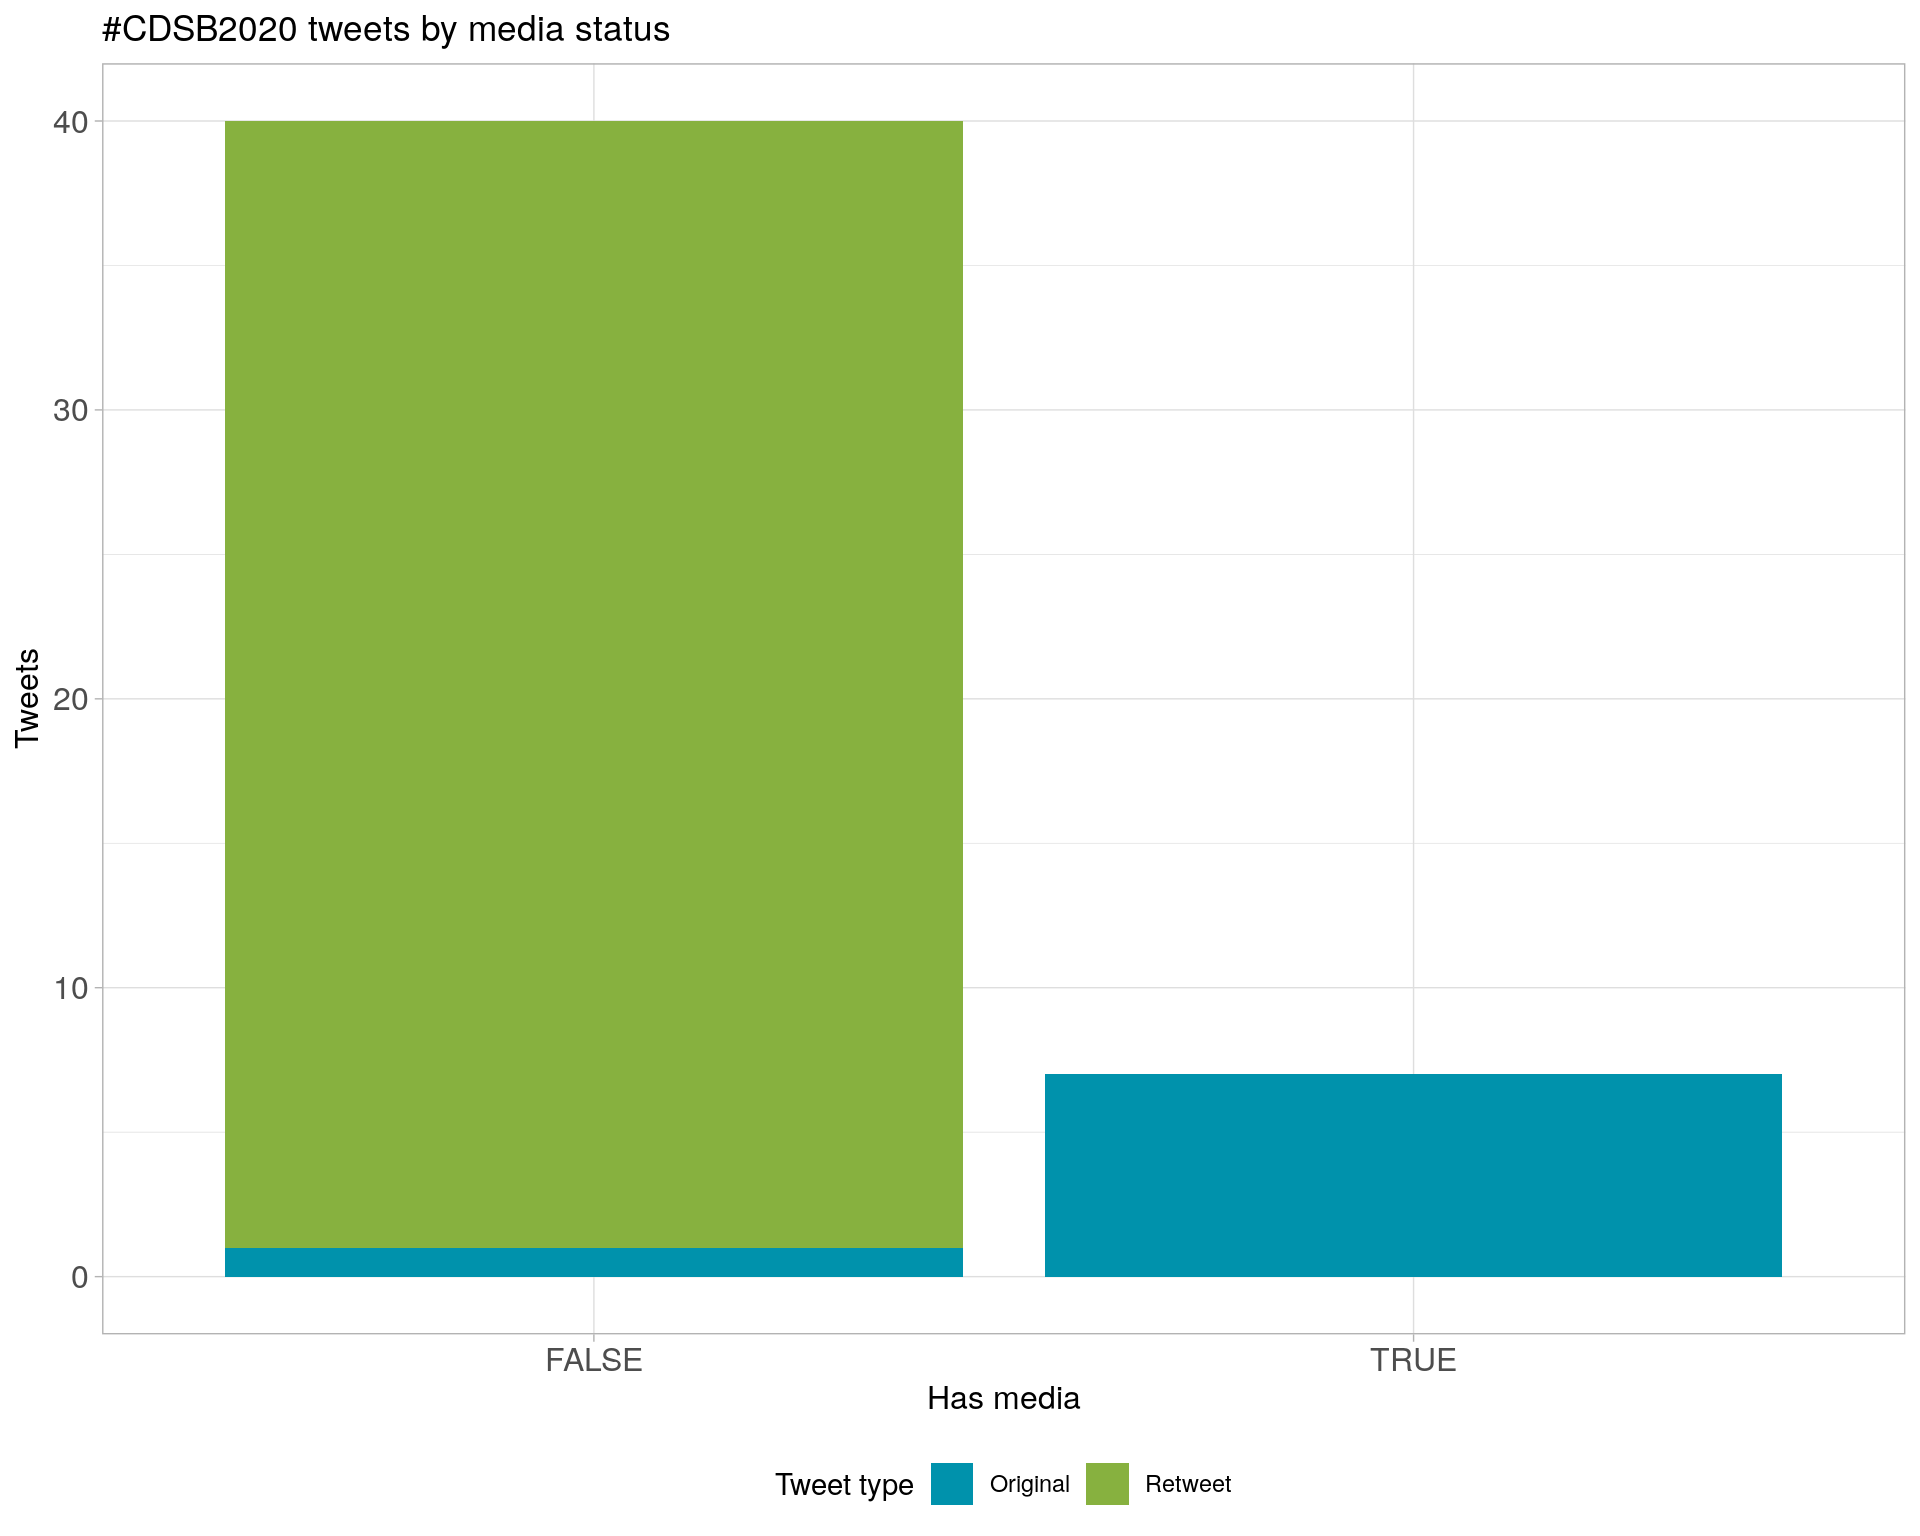 #CDSB2020 tweets by media status
40
30
20
10
0
Tweets
FALSE
TRUE
Has media
Tweet type
Original
Retweet